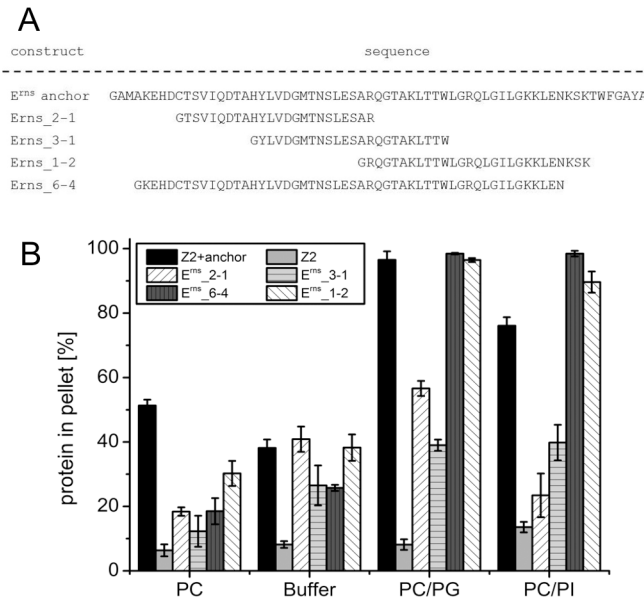 A
construct sequence
Erns anchor GAMAKEHDCTSVIQDTAHYLVDGMTNSLESARQGTAKLTTWLGRQLGILGKKLENKSKTWFGAYA
Erns_2-1 GTSVIQDTAHYLVDGMTNSLESAR
Erns_3-1 GYLVDGMTNSLESARQGTAKLTTW
Erns_1-2 GRQGTAKLTTWLGRQLGILGKKLENKSK
Erns_6-4 GKEHDCTSVIQDTAHYLVDGMTNSLESARQGTAKLTTWLGRQLGILGKKLEN
B
Z2+anchor Z2
Erns_2-1 Erns_3-1
Erns_6-4 Erns_1-2
protein in pellet [%]
100
80
60
40
20
0
PC Buffer PC/PG PC/PI